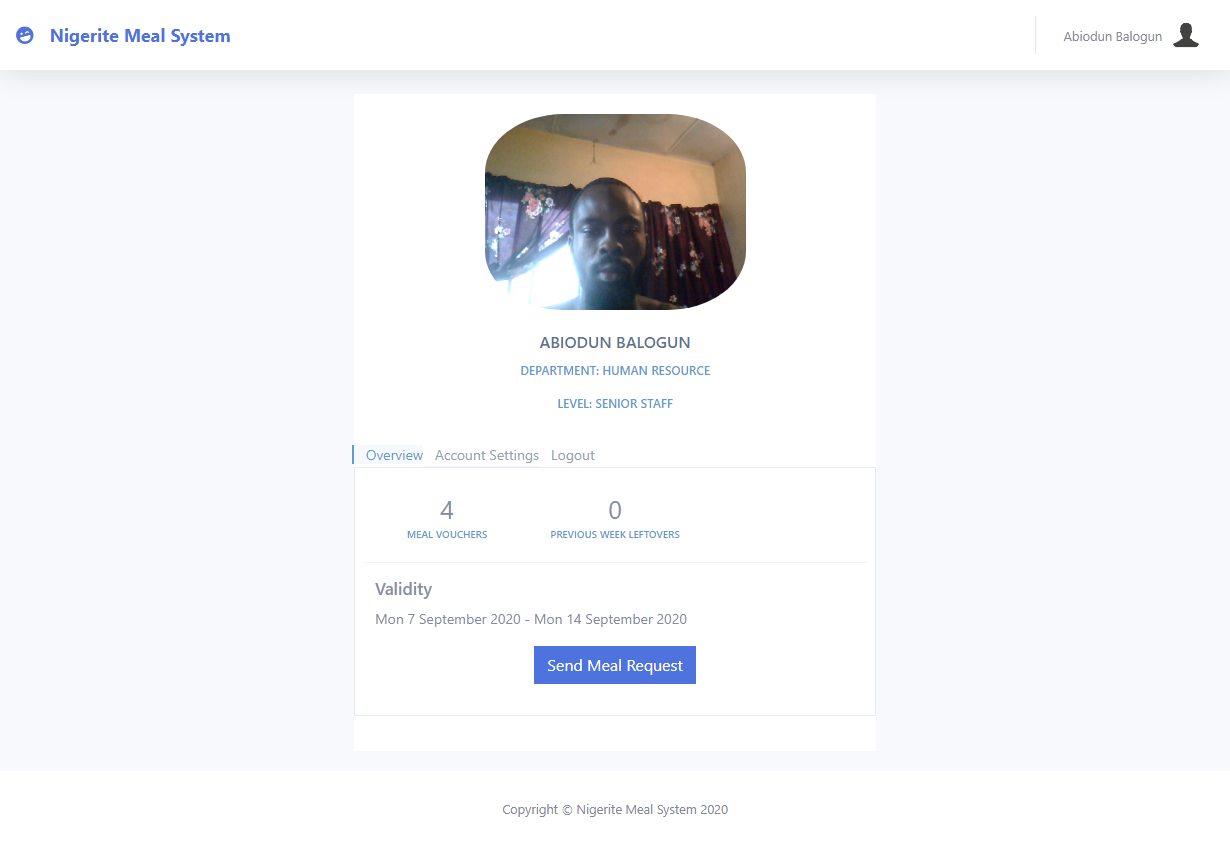 Nigerite Meal System
Abiodun Balogun
ABIODUN BALOGUN
DEPARTMENT: HUMAN RESOURCE
LEVEL: SENIOR STAFF
Overview Account Settings Logout
4 0
MEAL VOUCHERS PREVIOUS WEEK LEFTOVERS
Validity
Mon 7 September 2020 - Mon 14 September 2020
Send Meal Request
Copyright © Nigerite Meal System 2020